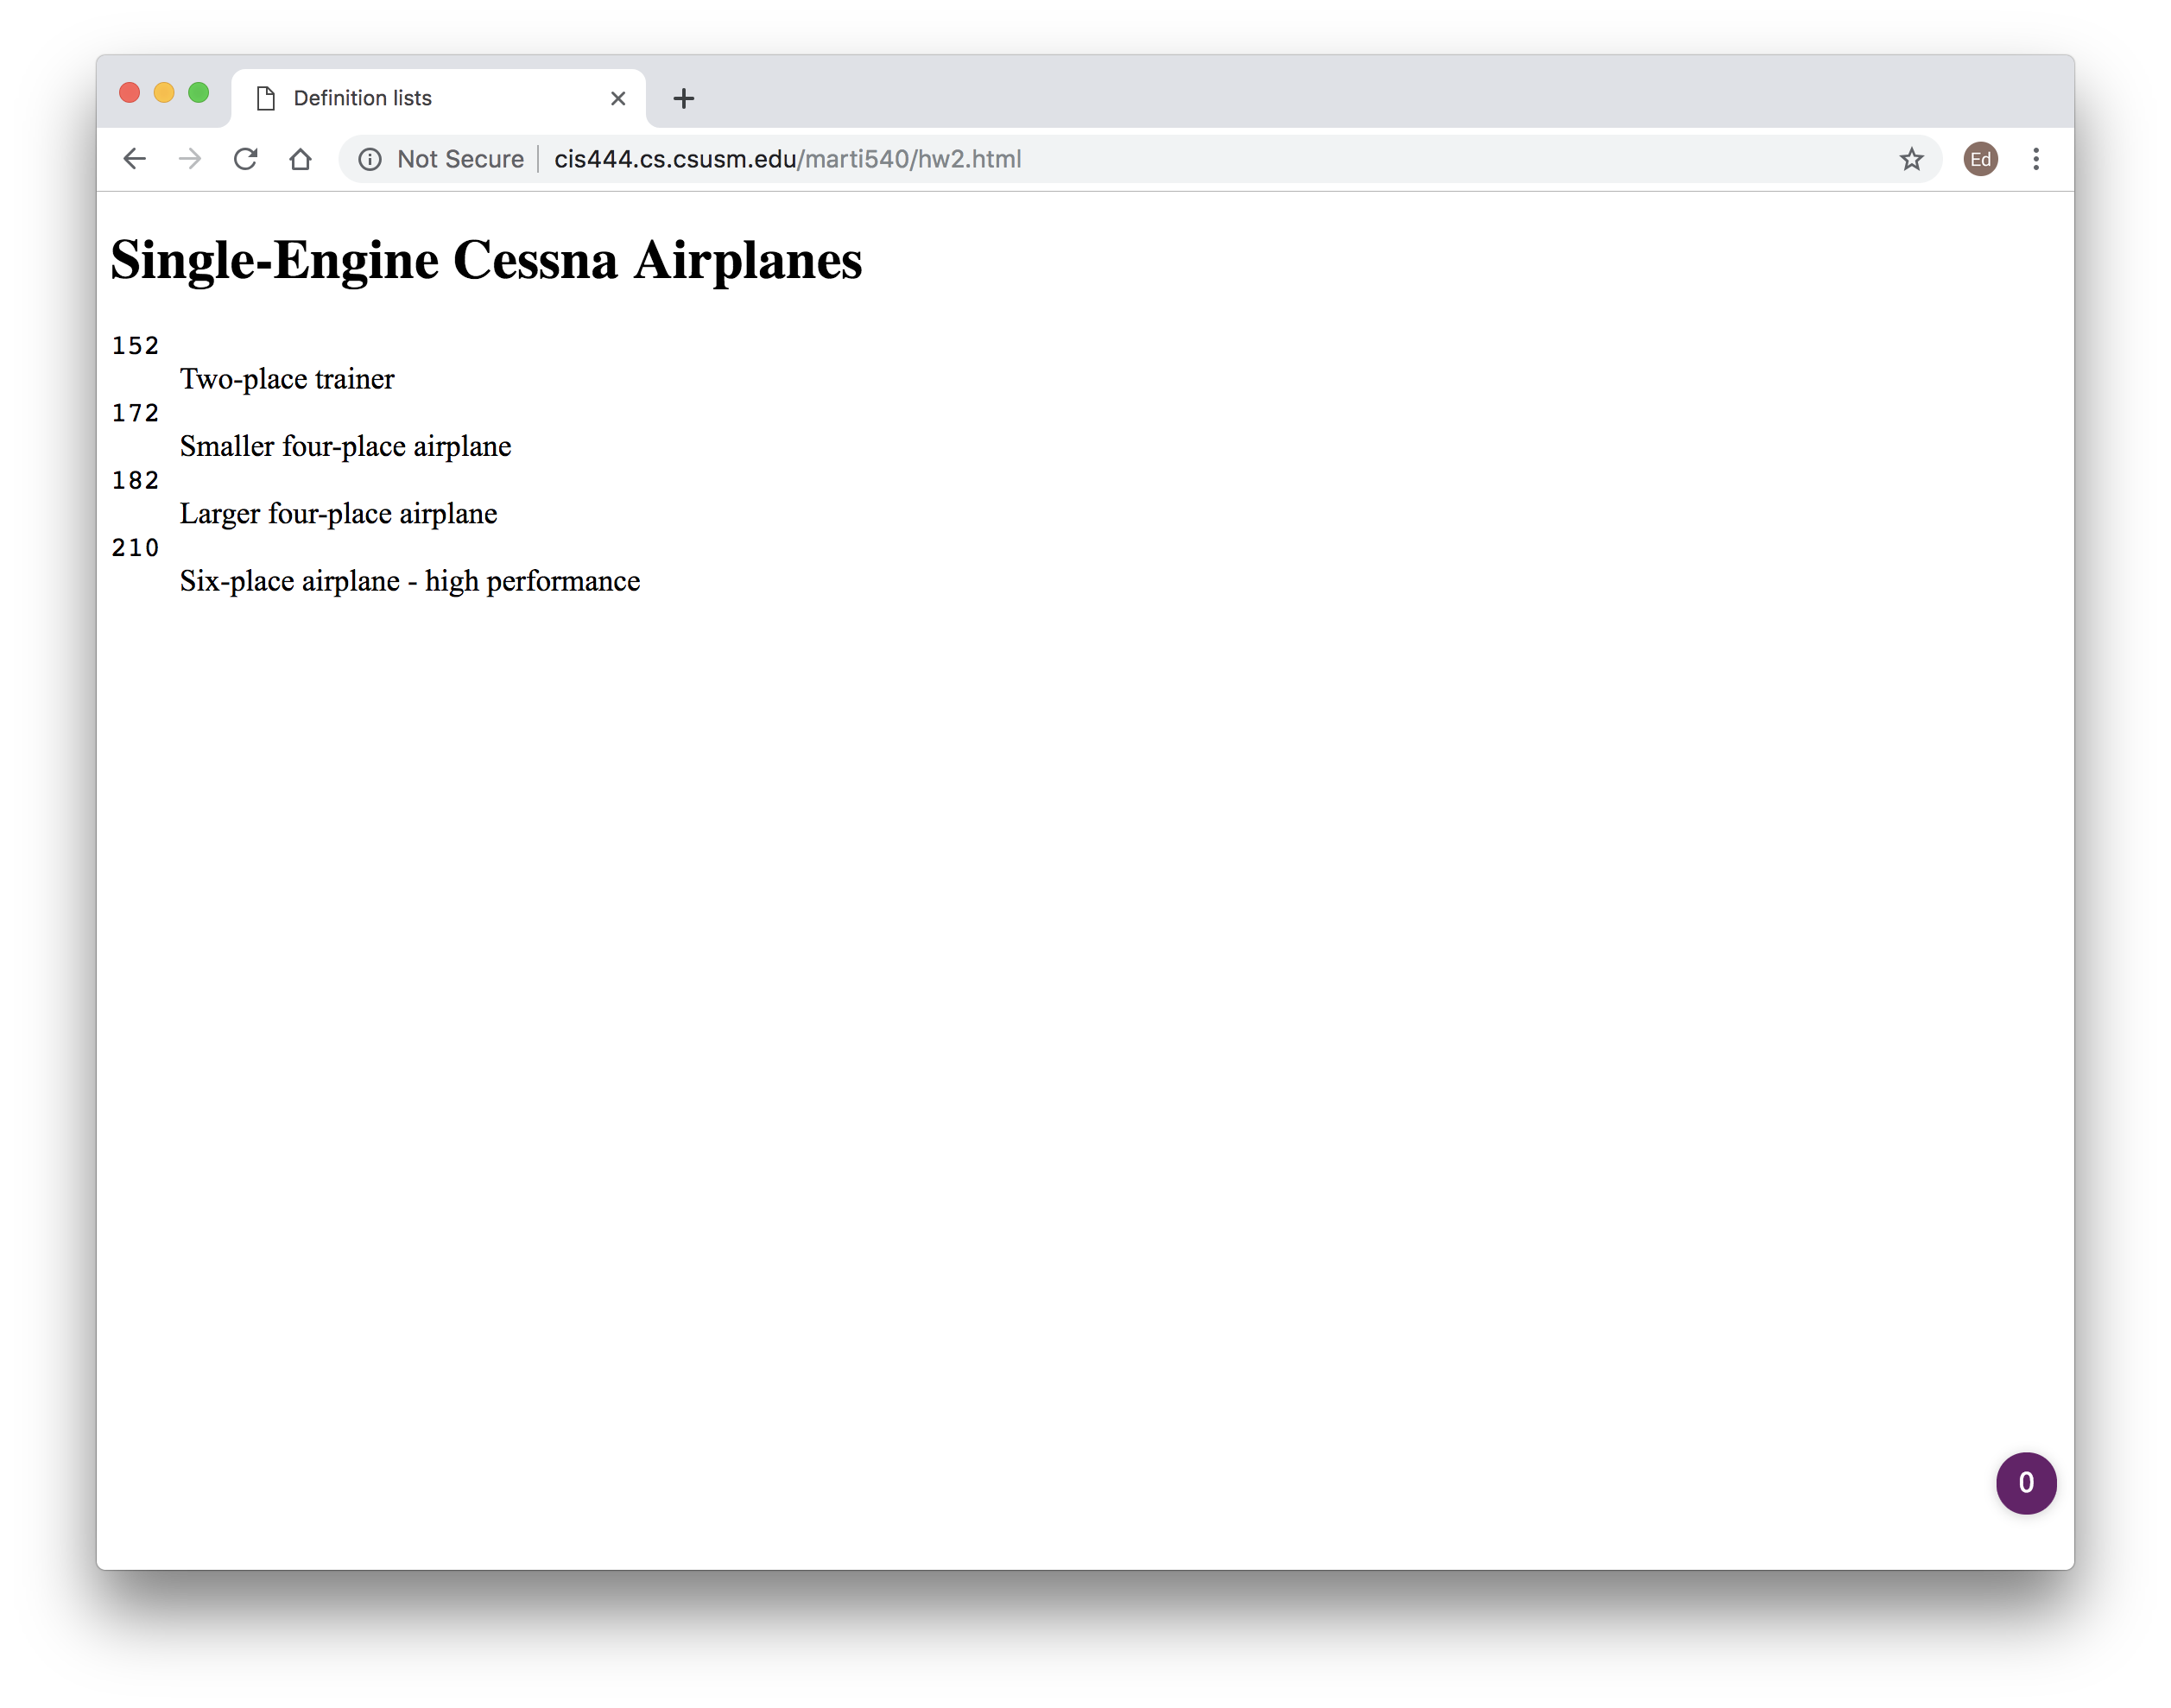 Definition lists
Not Secure cis444.cs.csusm.edu/marti540/hw2.html Ed
Single-Engine Cessna Airplanes
152
Two-place trainer
172
Smaller four-place airplane
182
Larger four-place airplane
210
Six-place airplane - high performance
0